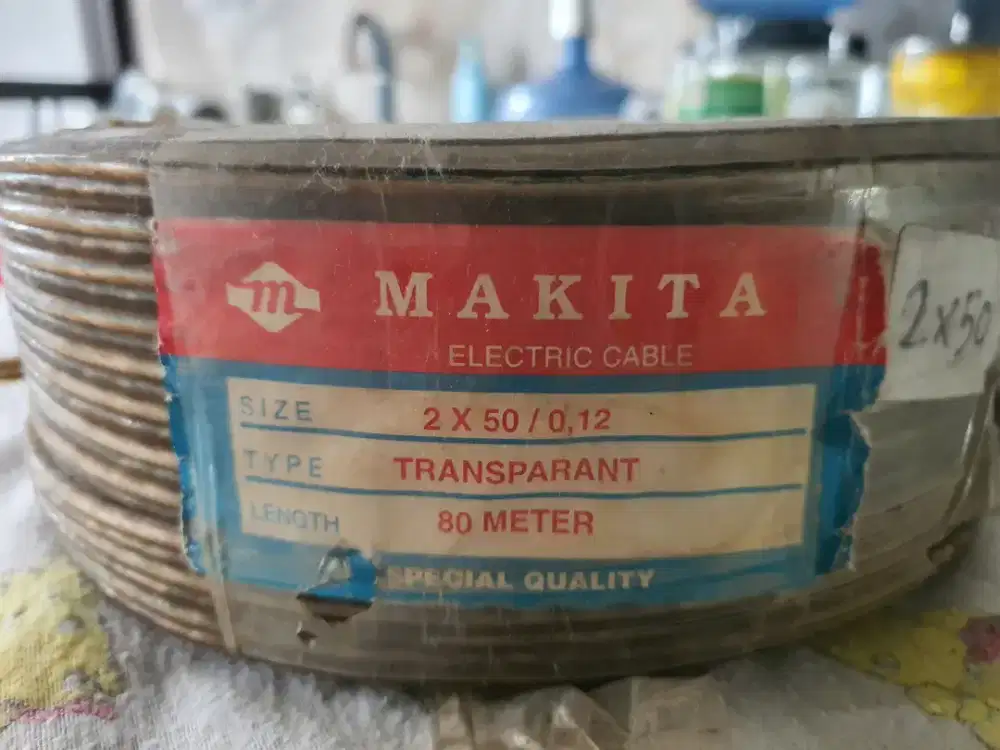 m MAKITA
ELECTRIC CABLE
2x50
SIZE 2 X 50 / 0,12
TYPE TRANSPARANT
LENGTH 80 METER
SPECIAL QUALITY